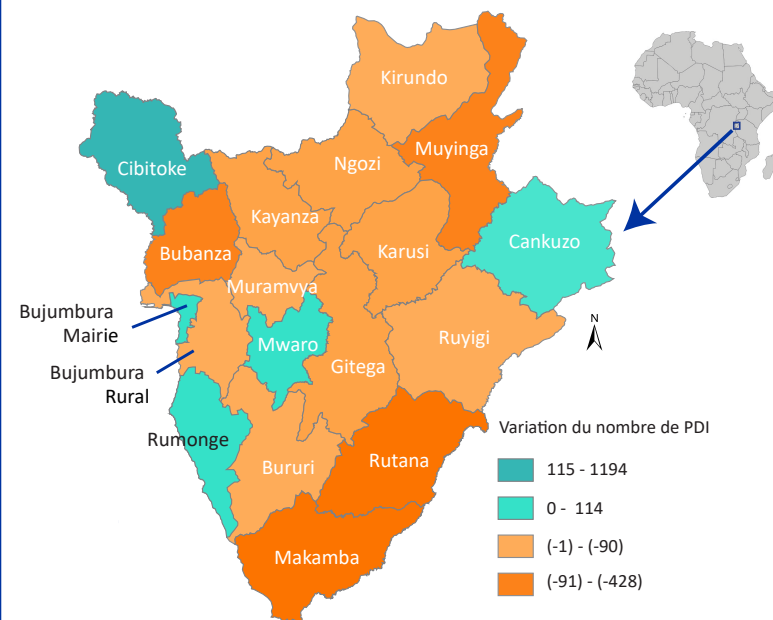 Kirundo
Muyinga
Ngozi
Cibitoke
Kayanza
Cankuzo
Karusi
Bubanza
Muramvya
Bujumbura
Mairie
N
Ruyigi
Mwaro
Gitega
Bujumbura
Rural
Variation du nombre de PDI
Rumonge
Rutana
Bururi
115 - 1194
0 - 114
(-1) - (-90)
Makamba
(-91) - (-428)